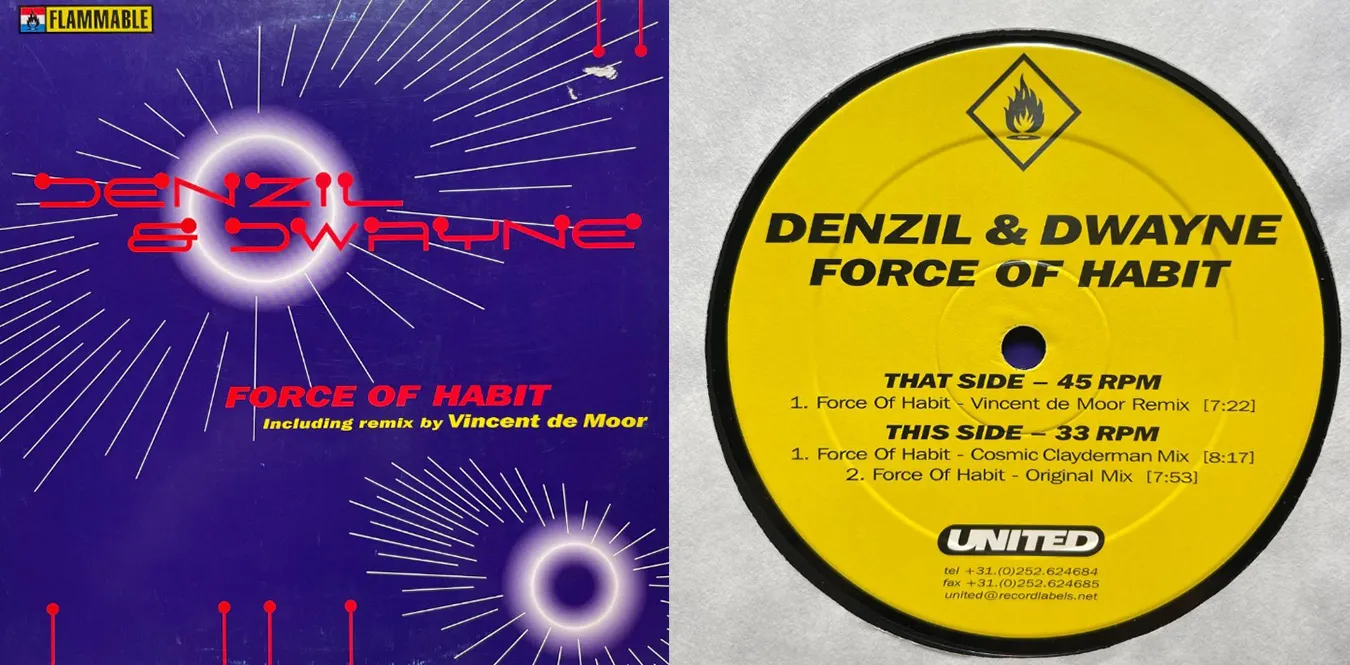 FLAMMABLE
DENZIL
& DWAYNE
FORCE OF HABIT
Including remix by Vincent de Moor
DENZIL & DWAYNE
FORCE OF HABIT
THAT SIDE – 45 RPM
1. Force Of Habit - Vincent de Moor Remix [7:22]
THIS SIDE – 33 RPM
1. Force Of Habit - Cosmic Clayderman Mix [8:17]
2. Force Of Habit - Original Mix [7:53]
UNITED
tel +31.(0)252.624684
fax +31.(0)252.624685
united@recordlabels.net